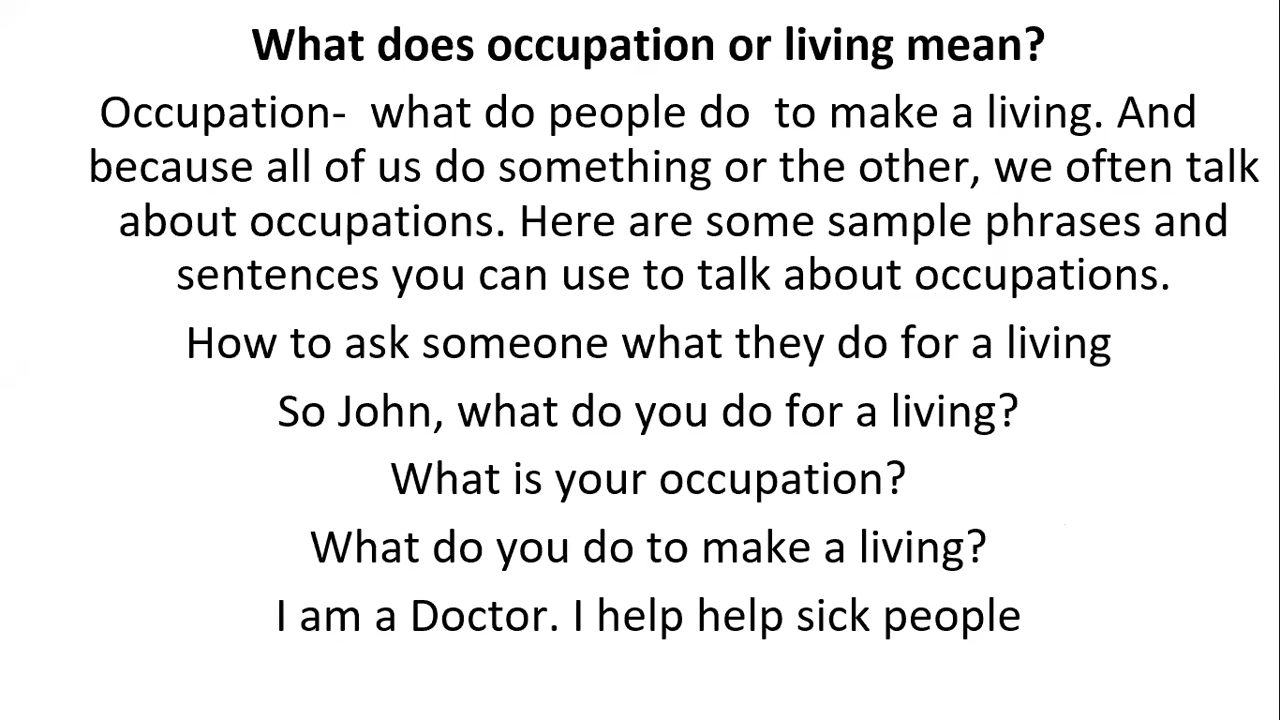 What does occupation or living mean?
Occupation-  what do people do  to make a living. And
because all of us do something or the other, we often talk
about occupations. Here are some sample phrases and
sentences you can use to talk about occupations.
How to ask someone what they do for a living
So John, what do you do for a living?
What is your occupation?
What do you do to make a living?
I am a Doctor. I help help sick people